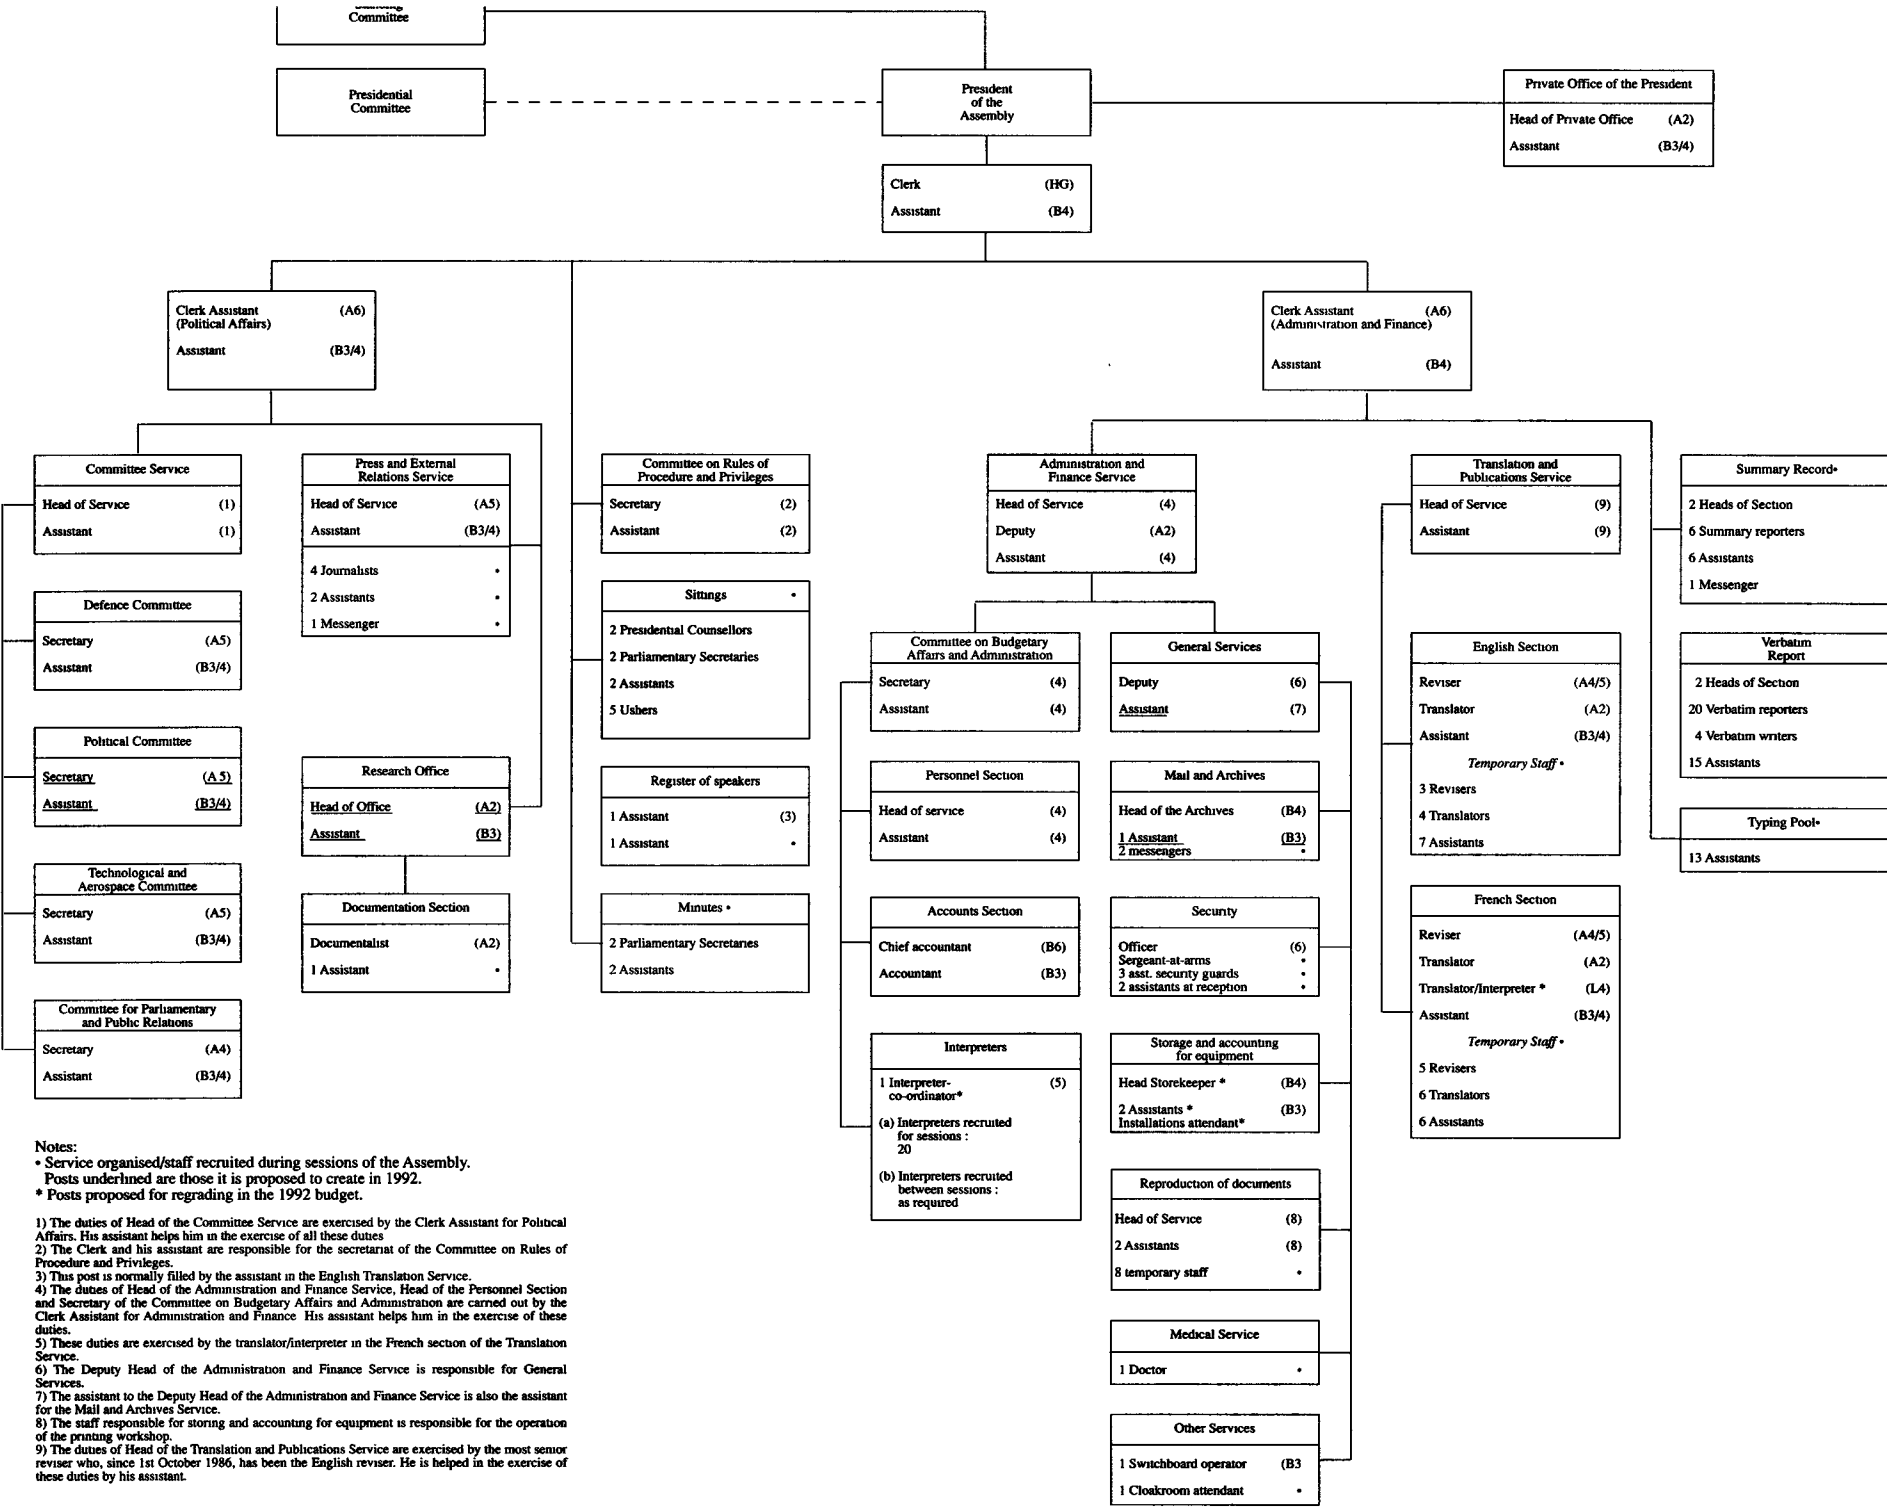 Committee
Presidential
Committee
President
of the
Assembly
Private Office of the President
Head of Private Office (A2)
Assistant (B3/4)
Clerk (HG)
Assistant (B4)
Clerk Assistant (A6)
(Political Affairs)
Assistant (B3/4)
Clerk Assistant (A6)
(Administration and Finance)
Assistant (B4)
Committee Service
Head of Service (1)
Assistant (1)
Defence Committee
Secretary (A5)
Assistant (B3/4)
Political Committee
Secretary (A 5)
Assistant (B3/4)
Technological and
Aerospace Committee
Secretary (A5)
Assistant (B3/4)
Committee for Parliamentary
and Public Relations
Secretary (A4)
Assistant (B3/4)
Press and External
Relations Service
Head of Service (A5)
Assistant (B3/4)
4 Journalists •
2 Assistants •
1 Messenger •
Research Office
Head of Office (A2)
Assistant (B3)
Documentation Section
Documentalist (A2)
1 Assistant •
Committee on Rules of
Procedure and Privileges
Secretary (2)
Assistant (2)
Sittings •
2 Presidential Counsellors
2 Parliamentary Secretaries
2 Assistants
5 Ushers
Register of speakers
1 Assistant (3)
1 Assistant •
Minutes •
2 Parliamentary Secretaries
2 Assistants
Administration and
Finance Service
Head of Service (4)
Deputy (A2)
Assistant (4)
Committee on Budgetary
Affairs and Administration
Secretary (4)
Assistant (4)
Personnel Section
Head of service (4)
Assistant (4)
Accounts Section
Chief accountant (B6)
Accountant (B3)
Interpreters
1 Interpreter- (5)
co-ordinator*
(a) Interpreters recruited
for sessions :
20
(b) Interpreters recruited
between sessions :
as required
General Services
Deputy (6)
Assistant (7)
Mail and Archives
Head of the Archives (B4)
1 Assistant (B3)
2 messengers •
Security
Officer (6)
Sergeant-at-arms •
3 asst. security guards •
2 assistants at reception •
Storage and accounting
for equipment
Head Storekeeper * (B4)
2 Assistants * (B3)
Installations attendant*
Reproduction of documents
Head of Service (8)
2 Assistants (8)
8 temporary staff •
Medical Service
1 Doctor •
Other Services
1 Switchboard operator (B3
1 Cloakroom attendant •
Translation and
Publications Service
Head of Service (9)
Assistant (9)
English Section
Reviser (A4/5)
Translator (A2)
Assistant (B3/4)
Temporary Staff •
3 Revisers
4 Translators
7 Assistants
French Section
Reviser (A4/5)
Translator (A2)
Translator/Interpreter * (L4)
Assistant (B3/4)
Temporary Staff •
5 Revisers
6 Translators
6 Assistants
Summary Record•
2 Heads of Section
6 Summary reporters
6 Assistants
1 Messenger
Verbatim
Report
2 Heads of Section
20 Verbatim reporters
4 Verbatim writers
15 Assistants
Typing Pool•
13 Assistants
Notes:
• Service organised/staff recruited during sessions of the Assembly.
Posts underlined are those it is proposed to create in 1992.
* Posts proposed for regrading in the 1992 budget.
1) The duties of Head of the Committee Service are exercised by the Clerk Assistant for Political
Affairs. His assistant helps him in the exercise of all these duties
2) The Clerk and his assistant are responsible for the secretariat of the Committee on Rules of
Procedure and Privileges.
3) This post is normally filled by the assistant in the English Translation Service.
4) The duties of Head of the Administration and Finance Service, Head of the Personnel Section
and Secretary of the Committee on Budgetary Affairs and Administration are carried out by the
Clerk Assistant for Administration and Finance His assistant helps him in the exercise of these
duties.
5) These duties are exercised by the translator/interpreter in the French section of the Translation
Service.
6) The Deputy Head of the Administration and Finance Service is responsible for General
Services.
7) The assistant to the Deputy Head of the Administration and Finance Service is also the assistant
for the Mail and Archives Service.
8) The staff responsible for storing and accounting for equipment is responsible for the operation
of the printing workshop.
9) The duties of Head of the Translation and Publications Service are exercised by the most senior
reviser who, since 1st October 1986, has been the English reviser. He is helped in the exercise of
these duties by his assistant.